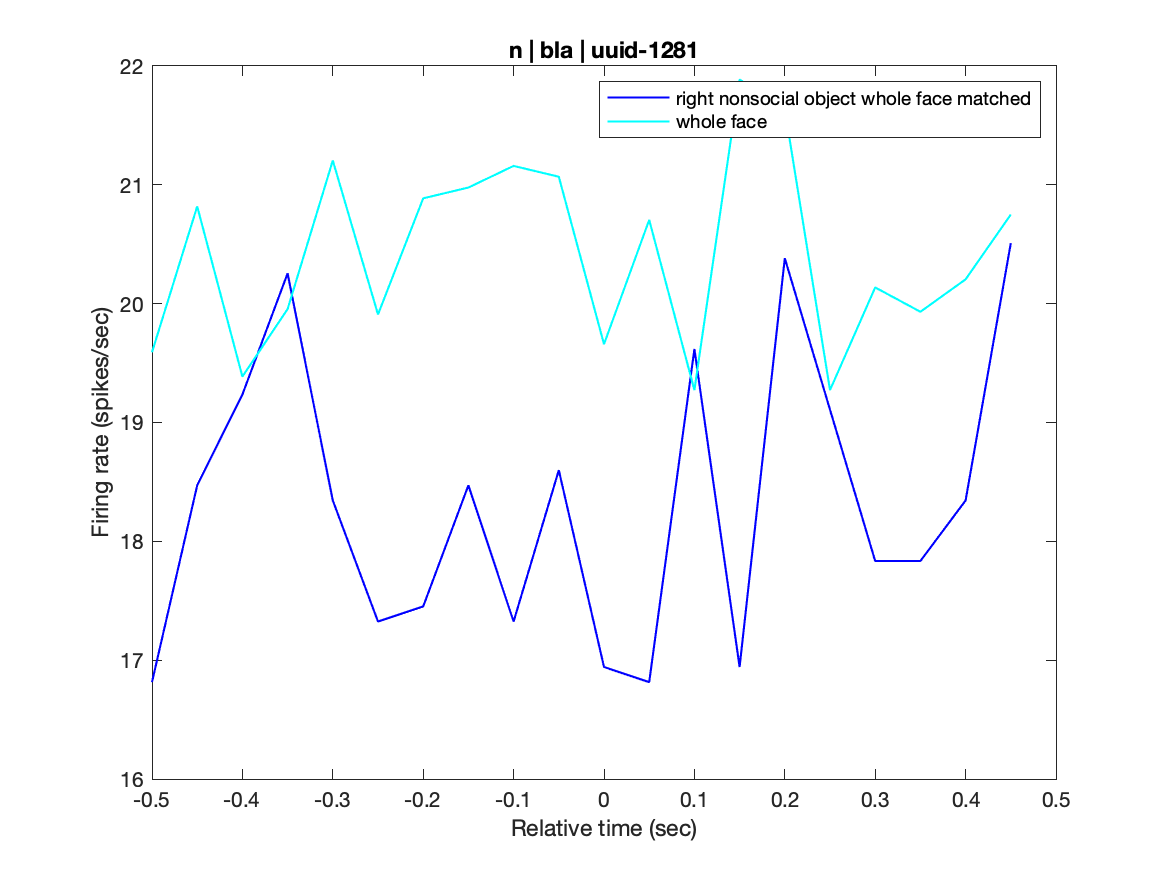 n | bla | uuid-1281
22
21
20
19
18
17
16
Firing rate (spikes/sec)
right nonsocial object whole face matched
whole face
-0.5 -0.4 -0.3 -0.2 -0.1 0 0.1 0.2 0.3 0.4 0.5
Relative time (sec)